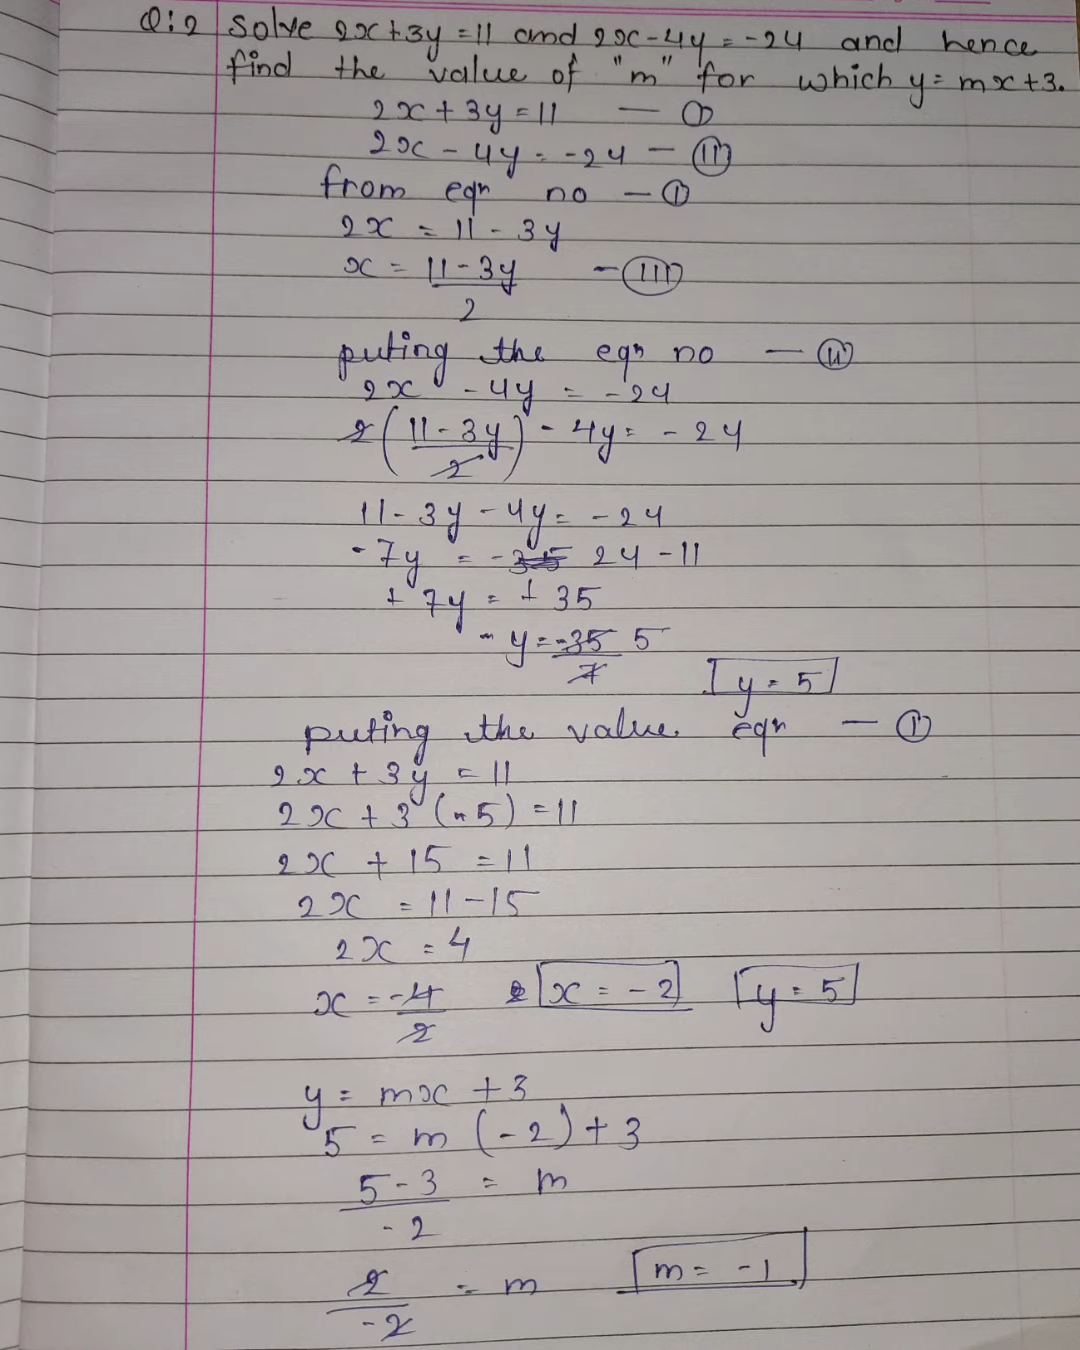 Q:2 Solve 2x+3y=11 and 2x-4y=-24 and hence
find the value of "m" for which y=mx+3.
2x+3y=11 — (I)
2x-4y=-24 — (II)
from eqn no — (I)
2x = 11-3y
x = 11-3y — (III)
2
puting the eqn no — (II)
2x -4y = -24
2(11-3y)-4y= -24
2
11-3y-4y= -24
-7y = - 24-11
+7y = +35
- y=-35 5
7
y=5
puting the value eqn — (I)
2x+3y=11
2x+3(5)=11
2x + 15 = 11
2x = 11-15
2x = 4
x = -4 x = -2 y=5
2
y= mx +3
5 = m (-2)+3
5-3 = m
-2
2 = m m= -1
-2